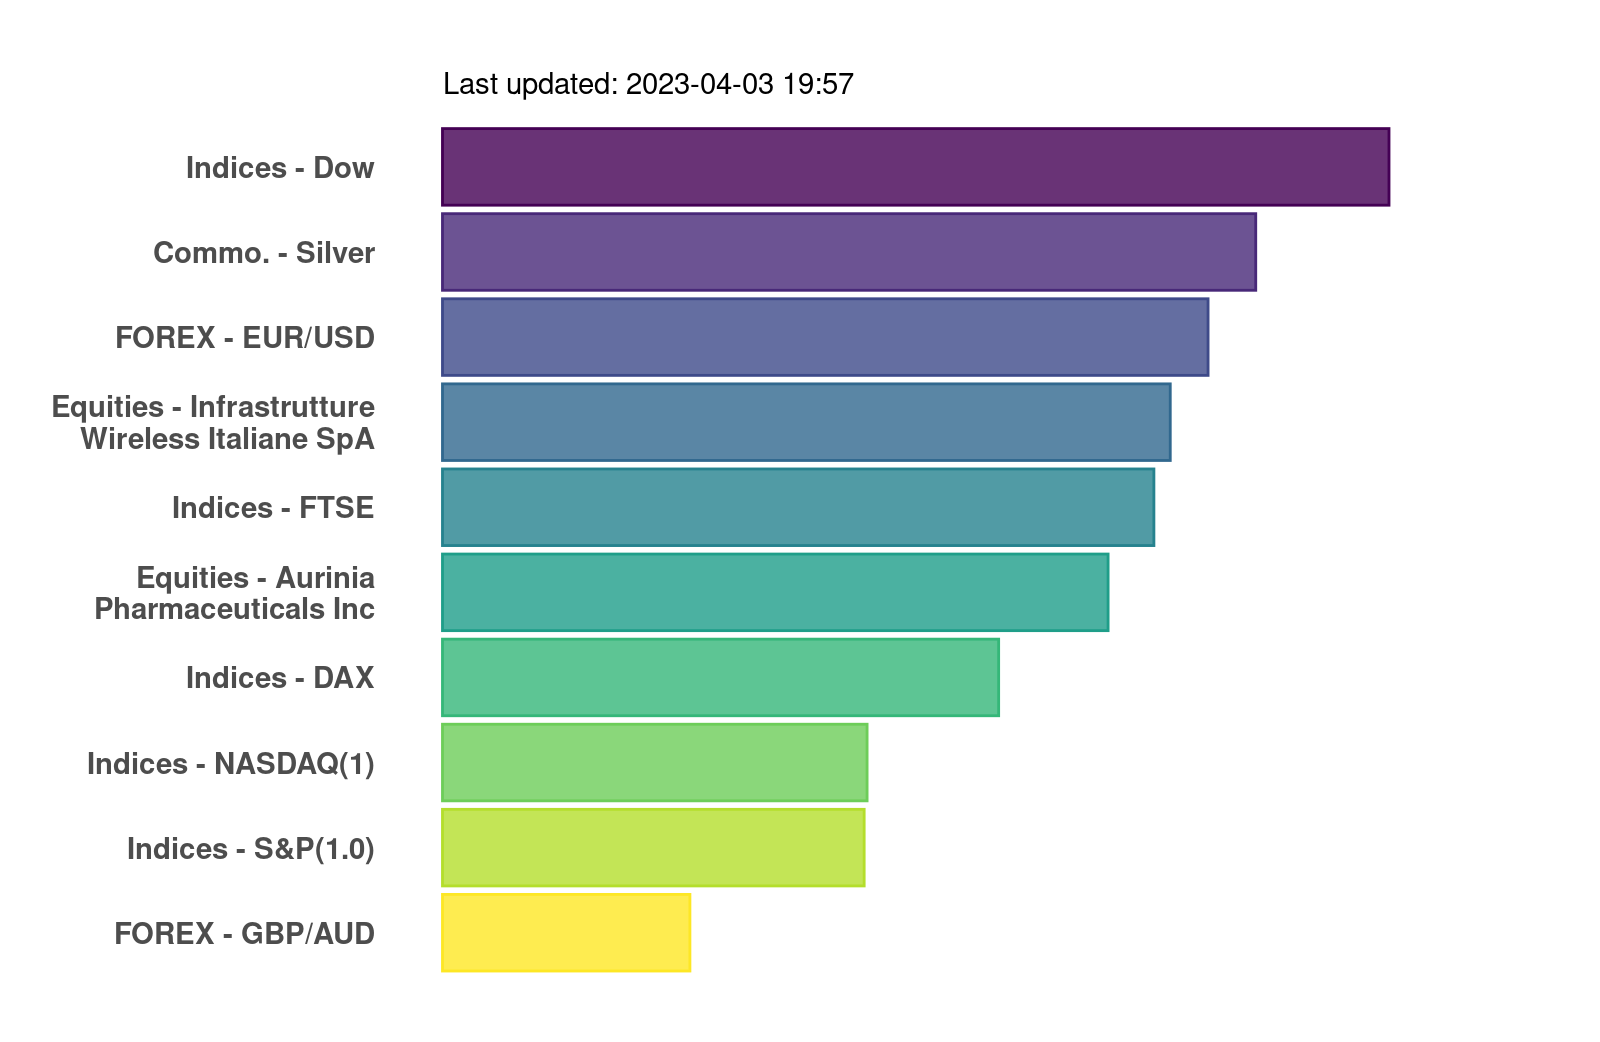 Last updated: 2023-04-03 19:57
Indices - Dow
Commo. - Silver
FOREX - EUR/USD
Equities - Infrastrutture
Wireless Italiane SpA
Indices - FTSE
Equities - Aurinia
Pharmaceuticals Inc
Indices - DAX
Indices - NASDAQ(1)
Indices - S&P(1.0)
FOREX - GBP/AUD